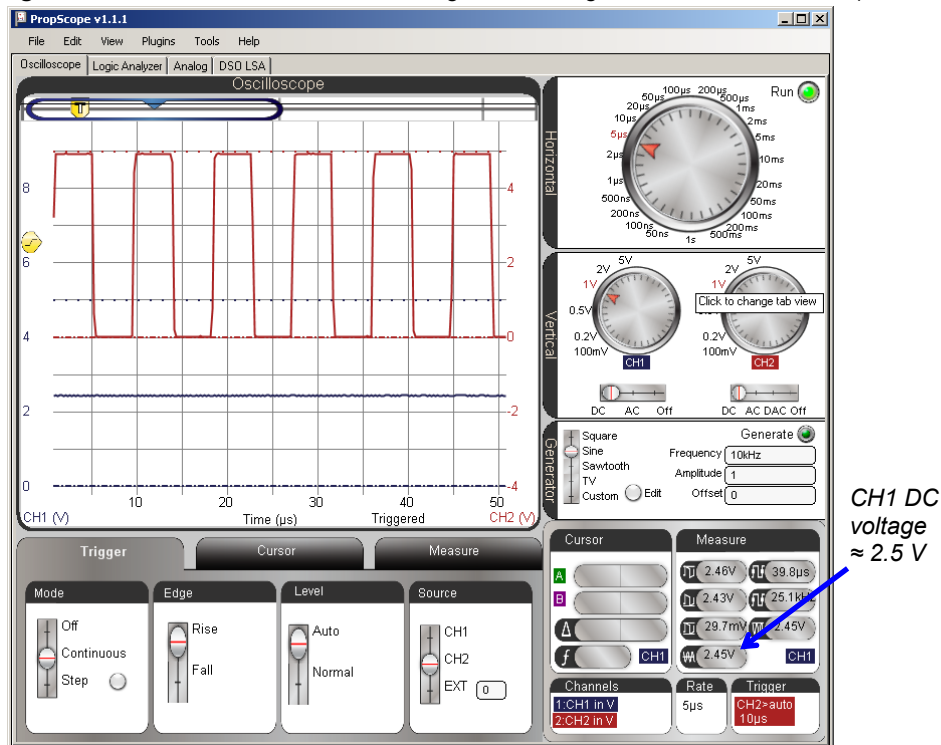 PropScope v1.1.1
File Edit View Plugins Tools Help
Oscilloscope Logic Analyzer Analog DSO LSA
Oscilloscope
T
8
6
4
2
0
4
2
0
-2
-4
10 20 30 40 50
CH1 (V) Time (µs) Triggered CH2 (V)
Horizontal
Run
50µs 100µs 200µs 500µs
20µs 1ms
10µs 2ms
5µs 5ms
2µs 10ms
1µs 20ms
500ns 50ms
200ns 100ms
100ns 200ms
50ns 1s 500ms
Vertical
5V
2V
1V
0.5V
0.2V
100mV
CH1
DC AC Off
5V
2V
1V
Click to change tab view
0.2V
100mV
CH2
DC AC DAC Off
Generator
Square
Sine
Sawtooth
TV
Custom Edit
Generate
Frequency 10kHz
Amplitude 1
Offset 0
Trigger Cursor Measure
Mode
Off
Continuous
Step
Edge
Rise
Fall
Level
Auto
Normal
Source
CH1
CH2
EXT 0
Cursor
A
B
Δ
f CH1
Measure
2.46V 39.8µs
2.43V 25.1kHz
29.7mV 2.45V
2.45V CH1
Channels
1:CH1 in V
2:CH2 in V
Rate
5µs
Trigger
CH2>auto
10µs
CH1 DC
voltage
≈ 2.5 V